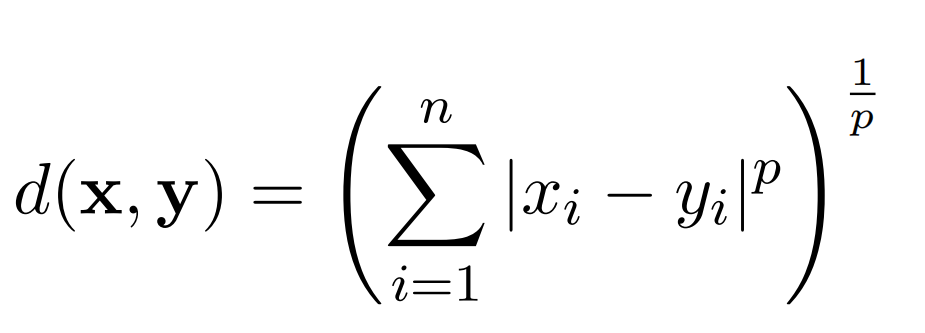 d(𝐱, 𝐲) = (∑_{i=1}^{n} |x_i − y_i|^p)^{1/p}